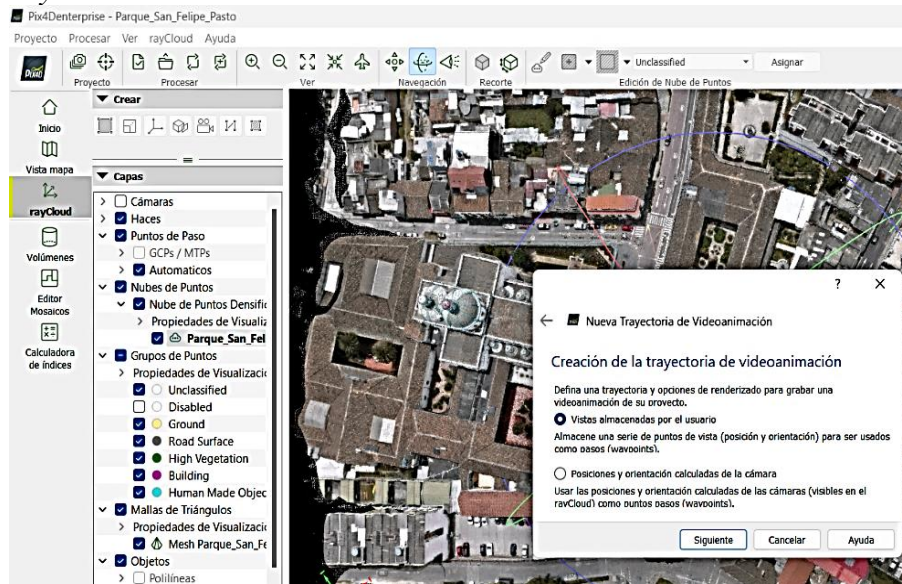 Pix4Denterprise - Parque_San_Felipe_Pasto
Proyecto Procesar Ver rayCloud Ayuda
PIX4D
Unclassified
Asignar
Proyecto Procesar Ver Navegación Recorte Edición de Nube de Puntos
Inicio
Vista mapa
rayCloud
Volúmenes
Editor
Mosaicos
Calculadora
de índices
Crear
Capas
Cámaras
Haces
Puntos de Paso
GCPs / MTPs
Automaticos
Nubes de Puntos
Nube de Puntos Densific
Propiedades de Visualiz
Parque_San_Fel
Grupos de Puntos
Propiedades de Visualizació
Unclassified
Disabled
Ground
Road Surface
High Vegetation
Building
Human Made Objec
Mallas de Triángulos
Propiedades de Visualizació
Mesh Parque_San_Fe
Objetos
Polilíneas
?
Nueva Trayectoria de Videoanimación
Creación de la trayectoria de videoanimación
Defina una trayectoria y opciones de renderizado para grabar una
videoanimación de su provecto.
Vistas almacenadas por el usuario
Almacene una serie de puntos de vista (posición y orientación) para ser usados
como pasos (waypoints).
Posiciones y orientación calculadas de la cámara
Usar las posiciones y orientación calculadas de las cámaras (visibles en el
rayCloud) como puntos pasos (waypoints).
Siguiente Cancelar Ayuda